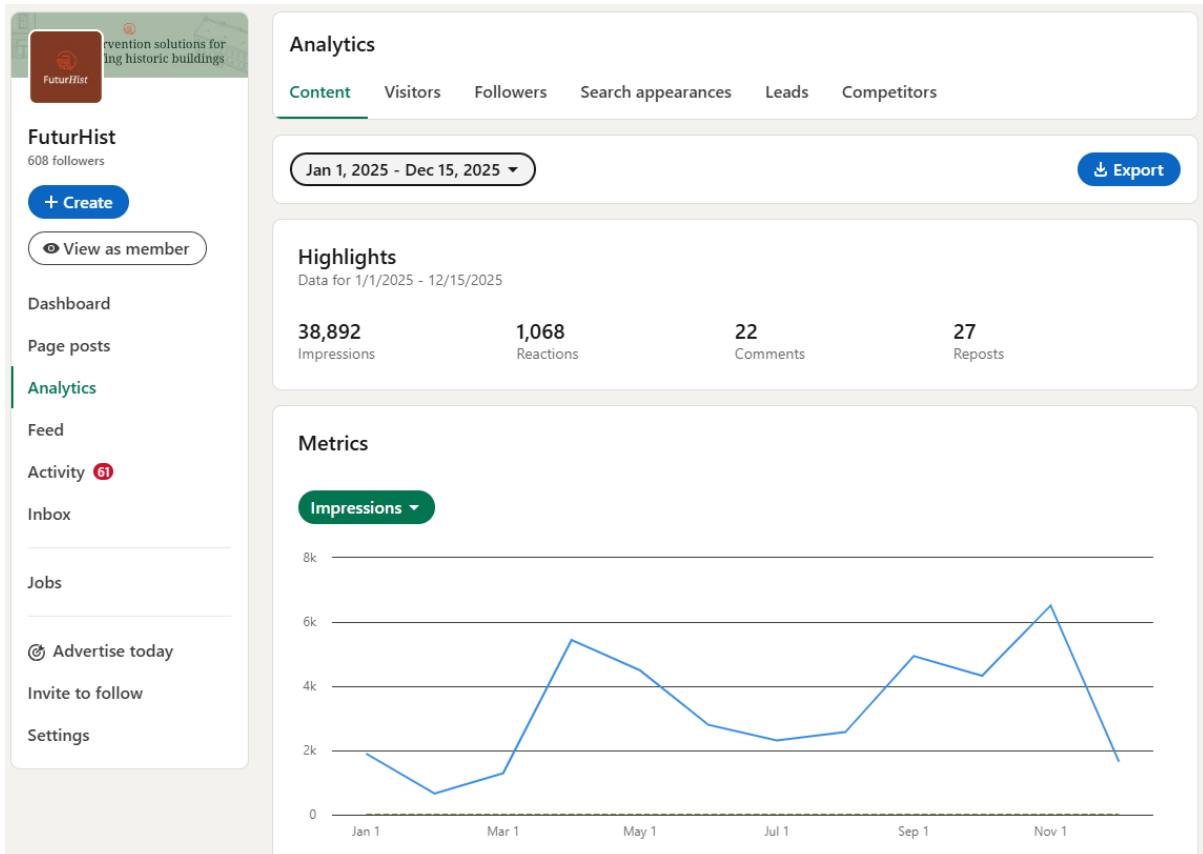 rvention solutions for
ing historic buildings
FuturHist
FuturHist
608 followers
+ Create
View as member
Dashboard
Page posts
Analytics
Feed
Activity 61
Inbox
Jobs
Advertise today
Invite to follow
Settings
Analytics
Content Visitors Followers Search appearances Leads Competitors
Jan 1, 2025 - Dec 15, 2025
Export
Highlights
Data for 1/1/2025 - 12/15/2025
38,892 1,068 22 27
Impressions Reactions Comments Reposts
Metrics
Impressions
8k
6k
4k
2k
0
Jan 1 Mar 1 May 1 Jul 1 Sep 1 Nov 1